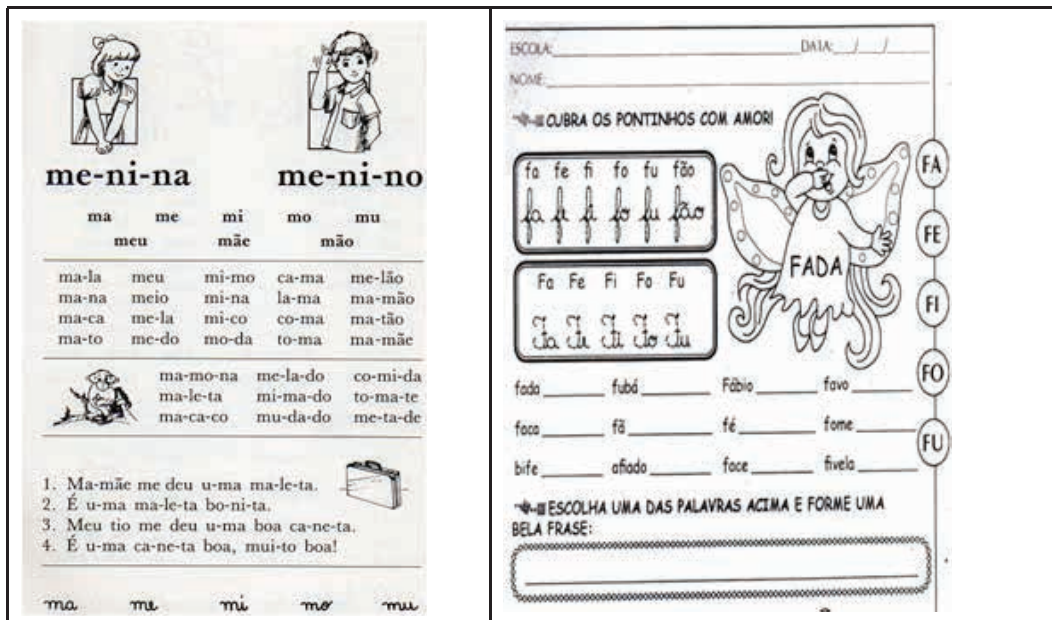 me-ni-na me-ni-no
ma me mi mo mu
meu mãe mão
ma-la meu mi-mo ca-ma me-lão
ma-na meio mi-na la-ma ma-mão
ma-ca me-la mi-co co-ma ma-tão
ma-to me-do mo-da to-ma ma-mãe
ma-mo-na me-la-do co-mi-da
ma-le-ta mi-ma-do to-ma-te
ma-ca-co mu-da-do me-ta-de
1. Ma-mãe me deu u-ma ma-le-ta.
2. É u-ma ma-le-ta bo-ni-ta.
3. Meu tio me deu u-ma boa ca-ne-ta.
4. É u-ma ca-ne-ta boa, mui-to boa!
ma me mi mo mu
ESCOLA: DATA: / /
NOME:
CUBRA OS PONTINHOS COM AMOR!
fa fe fi fo fu fão
fa fe fi fo fu fão
Fa Fe Fi Fo Fu
Fa Fe Fi Fo Fu
FADA
FA
FE
FI
FO
FU
fada fubá Fábio favo
foca fã fé fome
bife afiado face fivela
ESCOLHA UMA DAS PALAVRAS ACIMA E FORME UMA
BELA FRASE: